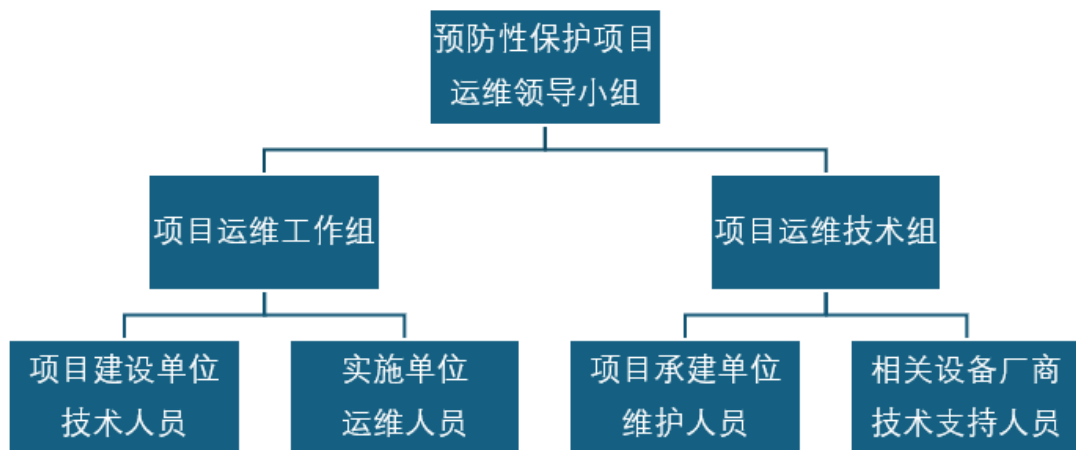 预防性保护项目
运维领导小组
项目运维工作组
项目运维技术组
项目建设单位
技术人员
实施单位
运维人员
项目承建单位
维护人员
相关设备厂商
技术支持人员